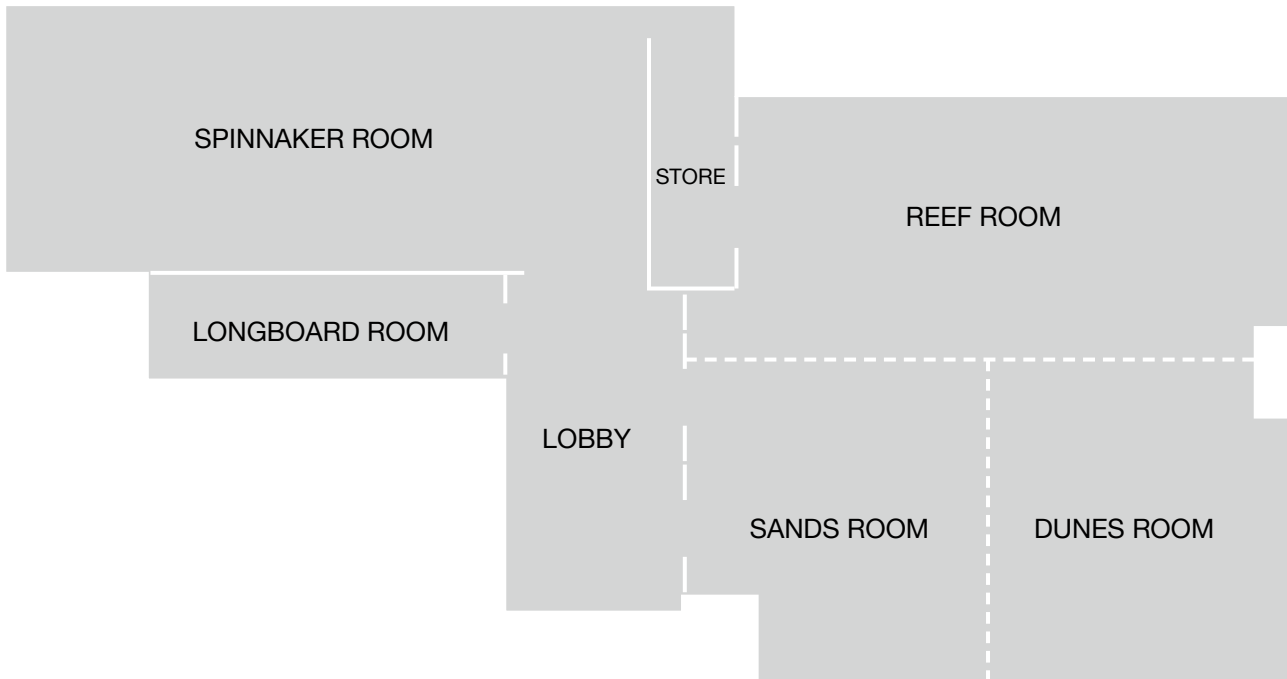 SPINNAKER ROOM
STORE
REEF ROOM
LONGBOARD ROOM
LOBBY
SANDS ROOM
DUNES ROOM